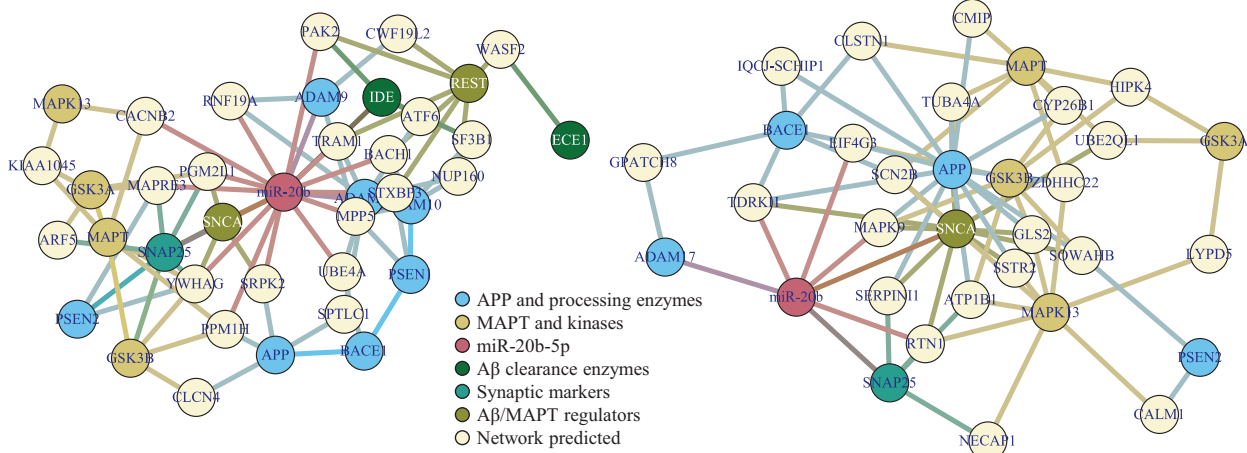 PAK2
CWF19L2
WASF2
MAPK13
CACNB2
RNF19A
ADAM9
IDE
REST
TRAM1
ATF6
SF3B1
ECE1
KIAA1045
BACH1
GSK3A
MAPRE3
PGM2L1
miR-20b
STXBP3
NUP160
ARF5
MAPT
SNCA
MPP5
SNAP25
YWHAG
SRPK2
UBE4A
PSEN1
PSEN2
PPM1H
SPTLC1
GSK3B
APP
BACE1
CLCN4
APP and processing enzymes
MAPT and kinases
miR-20b-5p
Aβ clearance enzymes
Synaptic markers
Aβ/MAPT regulators
Network predicted
CMIP
CLSTN1
IQCJ-SCHIP1
MAPT
HIPK4
TUBA4A
CYP26B1
BACE1
EIF4G3
UBE2QL1
GSK3A
GPATCH8
SCN2B
APP
GSK3B
ZDHHC22
TDRKH
MAPK9
SNCA
GLS2
SOWAHB
LYPD5
ADAM17
SSTR2
miR-20b
SERPINI1
ATP1B1
MAPK13
RTN1
PSEN2
SNAP25
CALM1
NECAP1